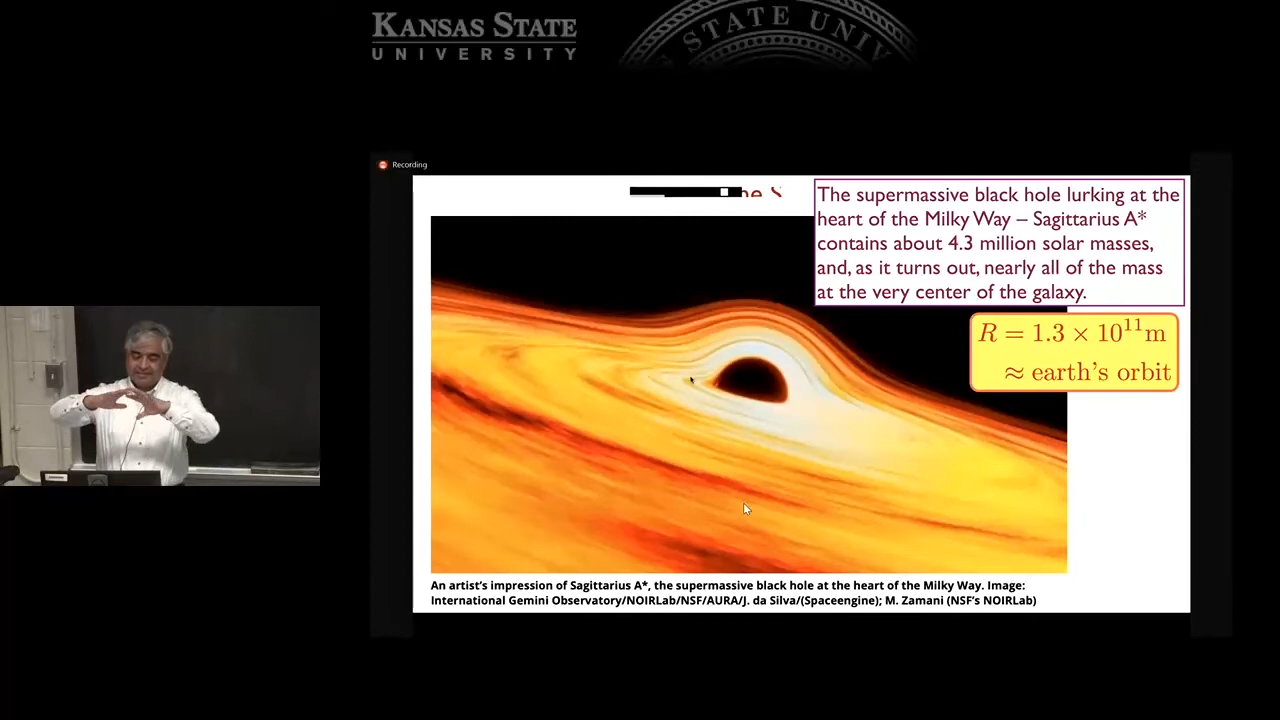 KANSAS STATE
UNIVERSITY
STATE UNIV
Recording
The supermassive black hole lurking at the
heart of the Milky Way – Sagittarius A*
contains about 4.3 million solar masses,
and, as it turns out, nearly all of the mass
at the very center of the galaxy.
R = 1.3 × 10¹¹m
≈ earth's orbit
An artist's impression of Sagittarius A*, the supermassive black hole at the heart of the Milky Way. Image:
International Gemini Observatory/NOIRLab/NSF/AURA/J. da Silva/(Spaceengine); M. Zamani (NSF's NOIRLab)